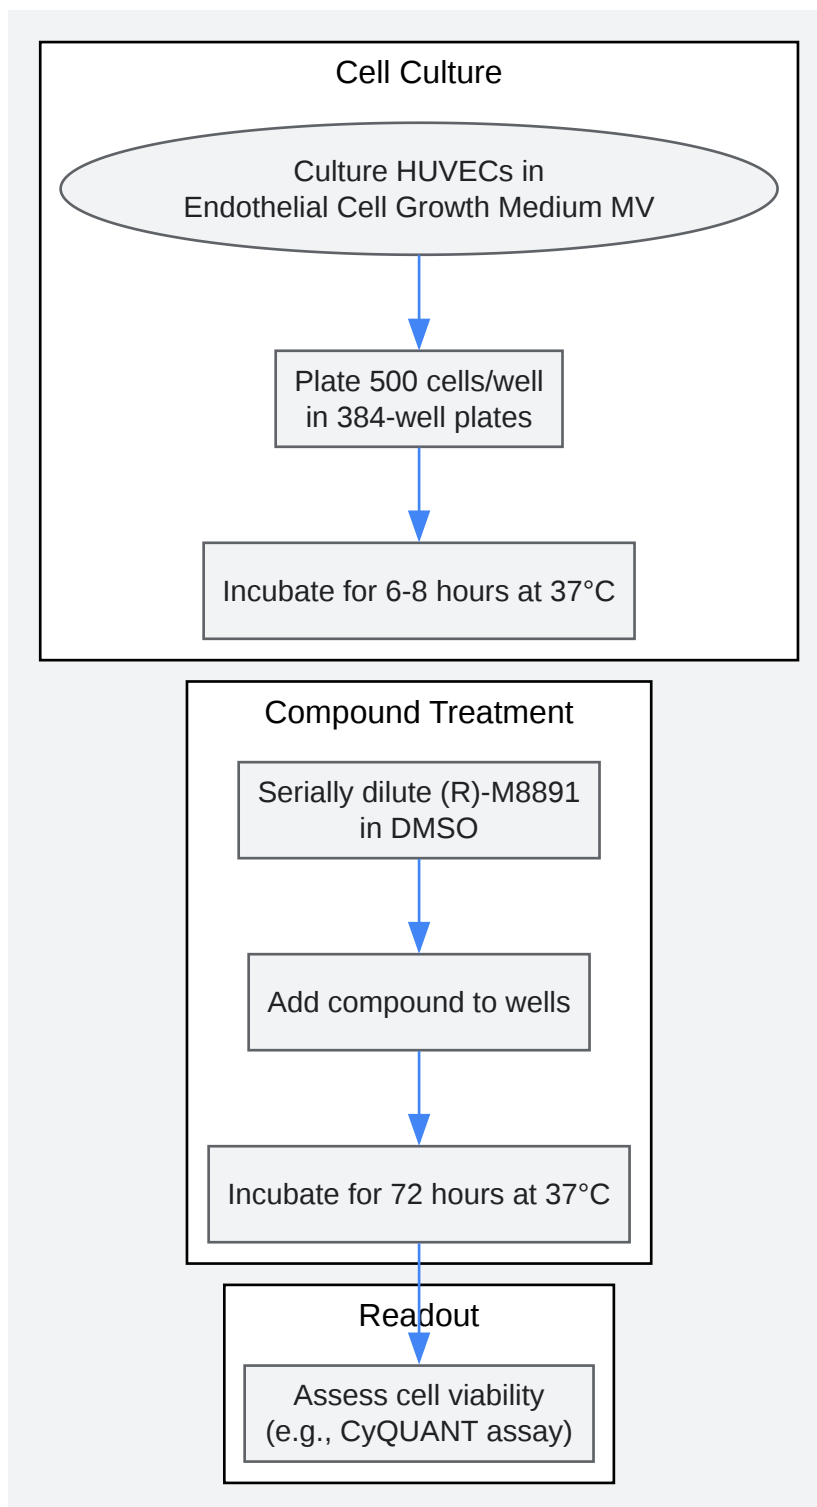 Cell Culture
Culture HUVECs in
Endothelial Cell Growth Medium MV
Plate 500 cells/well
in 384-well plates
Incubate for 6-8 hours at 37°C
Compound Treatment
Serially dilute (R)-M8891
in DMSO
Add compound to wells
Incubate for 72 hours at 37°C
Readout
Assess cell viability
(e.g., CyQUANT assay)